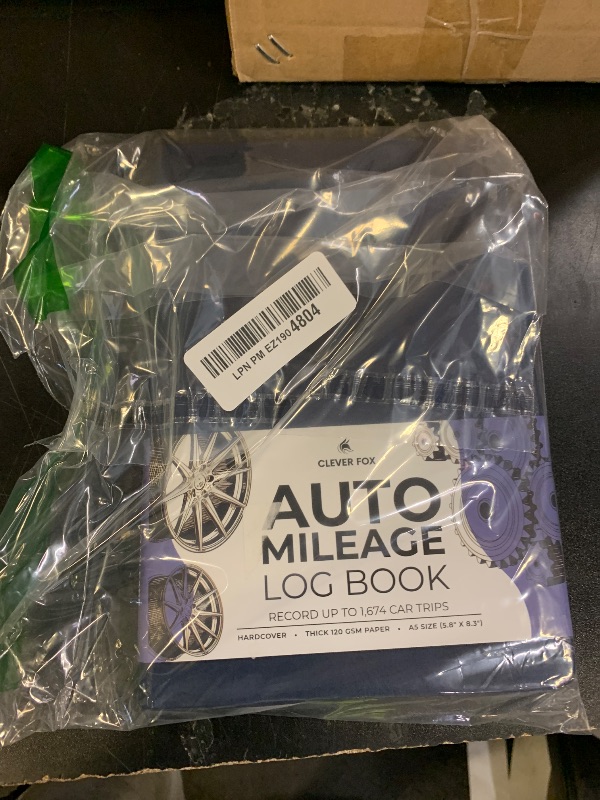 LPN PM EZ1904804
CLEVER FOX
AUTO
MILEAGE
LOG BOOK
RECORD UP TO 1,674 CAR TRIPS
HARDCOVER • THICK 120 GSM PAPER • A5 SIZE (5.8" X 8.3")